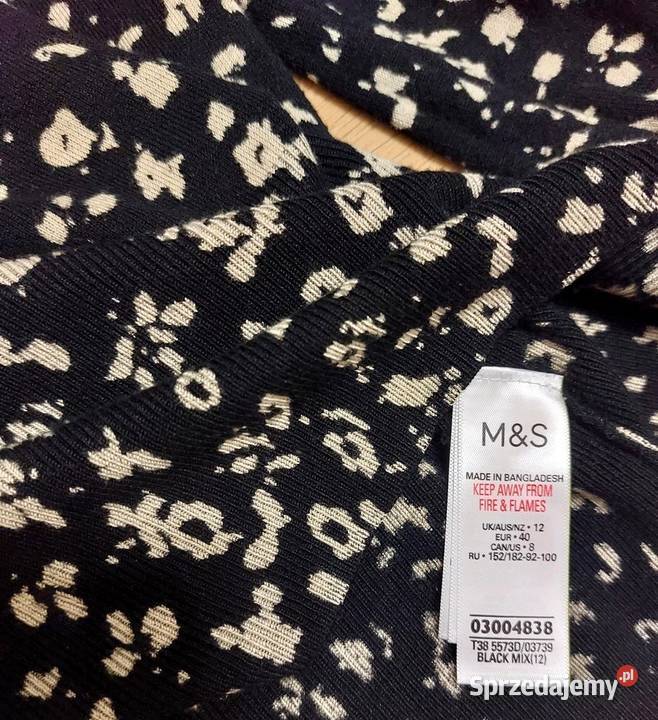 M&S
MADE IN BANGLADESH
KEEP AWAY FROM
FIRE & FLAMES
UK/AUS/NZ • 12
EUR • 40
CAN/US • 8
RU • 152/182-92-100
03004838
T38 5573D/03739
BLACK MIX(12)
Sprzedajemy.pl